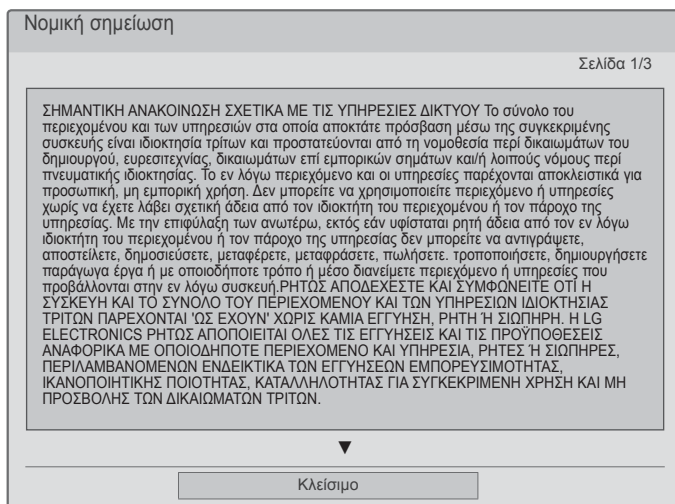 Νομική σημείωση
Σελίδα 1/3
ΣΗΜΑΝΤΙΚΗ ΑΝΑΚΟΙΝΩΣΗ ΣΧΕΤΙΚΑ ΜΕ ΤΙΣ ΥΠΗΡΕΣΙΕΣ ΔΙΚΤΥΟΥ Το σύνολο του
περιεχομένου και των υπηρεσιών στα οποία αποκτάτε πρόσβαση μέσω της συγκεκριμένης
συσκευής είναι ιδιοκτησία τρίτων και προστατεύονται από τη νομοθεσία περί δικαιωμάτων του
δημιουργού, ευρεσιτεχνίας, δικαιωμάτων επί εμπορικών σημάτων και/ή λοιπούς νόμους περί
πνευματικής ιδιοκτησίας. Το εν λόγω περιεχόμενο και οι υπηρεσίες παρέχονται αποκλειστικά για
προσωπική, μη εμπορική χρήση. Δεν μπορείτε να χρησιμοποιείτε περιεχόμενο ή υπηρεσίες
χωρίς να έχετε λάβει σχετική άδεια από τον ιδιοκτήτη του περιεχομένου ή τον πάροχο της
υπηρεσίας. Με την επιφύλαξη των ανωτέρω, εκτός εάν υφίσταται ρητή άδεια από τον εν λόγω
ιδιοκτήτη του περιεχομένου ή τον πάροχο της υπηρεσίας δεν μπορείτε να αντιγράψετε,
αποστείλετε, δημοσιεύσετε, μεταφέρετε, μεταφράσετε, πωλήσετε. τροποποιήσετε, δημιουργήσετε
παράγωγα έργα ή με οποιοδήποτε τρόπο ή μέσο διανείμετε περιεχόμενο ή υπηρεσίες που
προβάλλονται στην εν λόγω συσκευή.ΡΗΤΩΣ ΑΠΟΔΕΧΕΣΤΕ ΚΑΙ ΣΥΜΦΩΝΕΙΤΕ ΟΤΙ Η
ΣΥΣΚΕΥΗ ΚΑΙ ΤΟ ΣΥΝΟΛΟ ΤΟΥ ΠΕΡΙΕΧΟΜΕΝΟΥ ΚΑΙ ΤΩΝ ΥΠΗΡΕΣΙΩΝ ΙΔΙΟΚΤΗΣΙΑΣ
ΤΡΙΤΩΝ ΠΑΡΕΧΟΝΤΑΙ 'ΩΣ ΕΧΟΥΝ' ΧΩΡΙΣ ΚΑΜΙΑ ΕΓΓΥΗΣΗ, ΡΗΤΗ Ή ΣΙΩΠΗΡΗ. Η LG
ELECTRONICS ΡΗΤΩΣ ΑΠΟΠΟΙΕΙΤΑΙ ΟΛΕΣ ΤΙΣ ΕΓΓΥΗΣΕΙΣ ΚΑΙ ΤΙΣ ΠΡΟΫΠΟΘΕΣΕΙΣ
ΑΝΑΦΟΡΙΚΑ ΜΕ ΟΠΟΙΟΔΗΠΟΤΕ ΠΕΡΙΕΧΟΜΕΝΟ ΚΑΙ ΥΠΗΡΕΣΙΑ, ΡΗΤΕΣ Ή ΣΙΩΠΗΡΕΣ,
ΠΕΡΙΛΑΜΒΑΝΟΜΕΝΩΝ ΕΝΔΕΙΚΤΙΚΑ ΤΩΝ ΕΓΓΥΗΣΕΩΝ ΕΜΠΟΡΕΥΣΙΜΟΤΗΤΑΣ,
ΙΚΑΝΟΠΟΙΗΤΙΚΗΣ ΠΟΙΟΤΗΤΑΣ, ΚΑΤΑΛΛΗΛΟΤΗΤΑΣ ΓΙΑ ΣΥΓΚΕΚΡΙΜΕΝΗ ΧΡΗΣΗ ΚΑΙ ΜΗ
ΠΡΟΣΒΟΛΗΣ ΤΩΝ ΔΙΚΑΙΩΜΑΤΩΝ ΤΡΙΤΩΝ.
Κλείσιμο